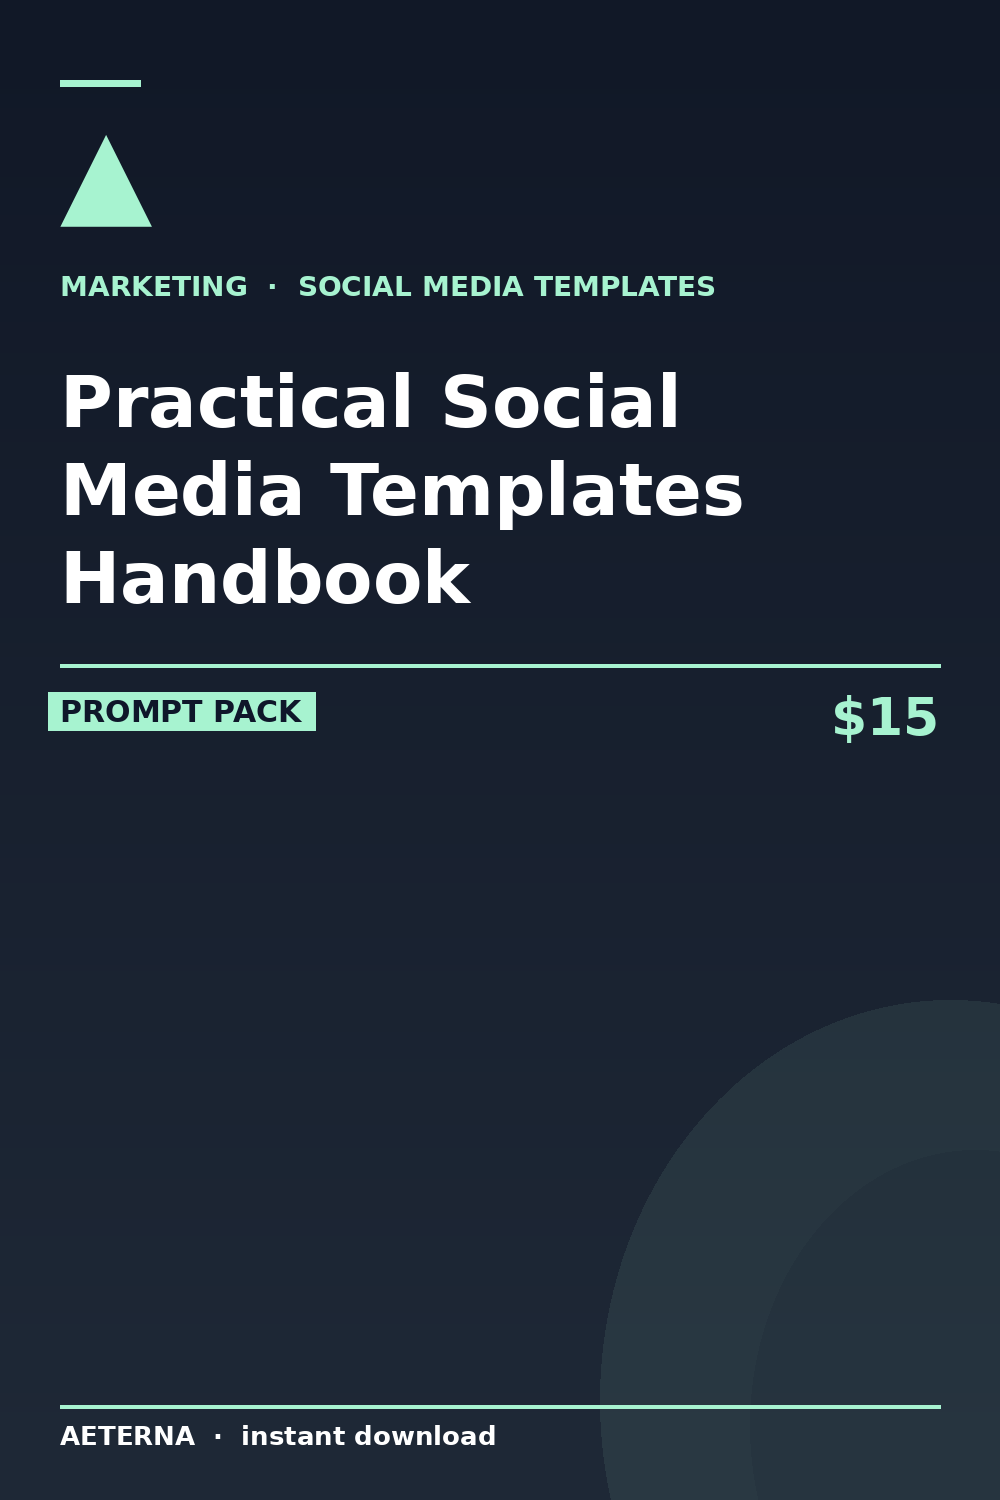 MARKETING · SOCIAL MEDIA TEMPLATES
Practical Social
Media Templates
Handbook
PROMPT PACK
$15
AETERNA · instant download